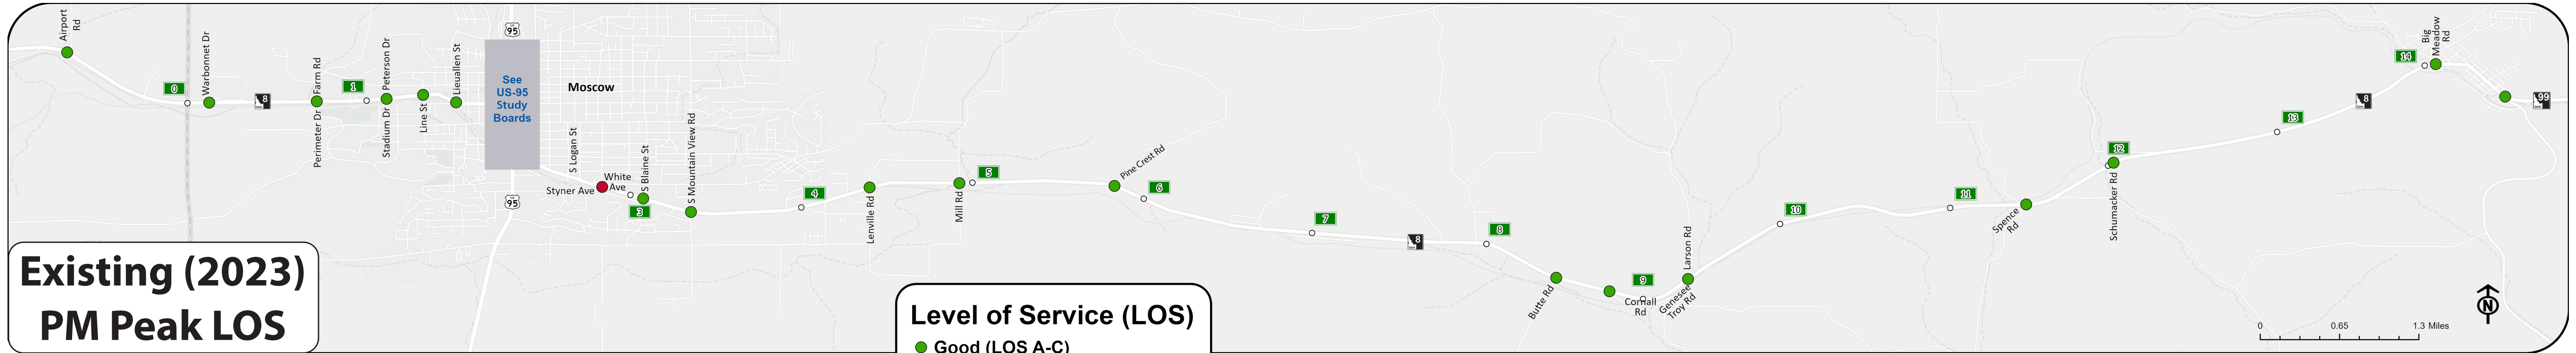 Airport
Rd
0
Warbonnet Dr
8
Perimeter Dr
Farm Rd
1
Stadium Dr
Peterson Dr
Line St
Lieuallen St
95
See
US-95
Study
Boards
95
Moscow
S Logan St
Styner Ave
White
Ave
3
S Blaine St
S Mountain View Rd
4
Lenville Rd
Mill Rd
5
Pine Crest Rd
6
7
8
8
Butte Rd
9
Cornall
Rd
Genesee
Troy Rd
Larson Rd
10
11
Spence
Rd
12
Schumacker Rd
13
8
14
Big
Meadow
Rd
99
Existing (2023)
PM Peak LOS
Level of Service (LOS)
Good (LOS A-C)
N
0 0.65 1.3 Miles